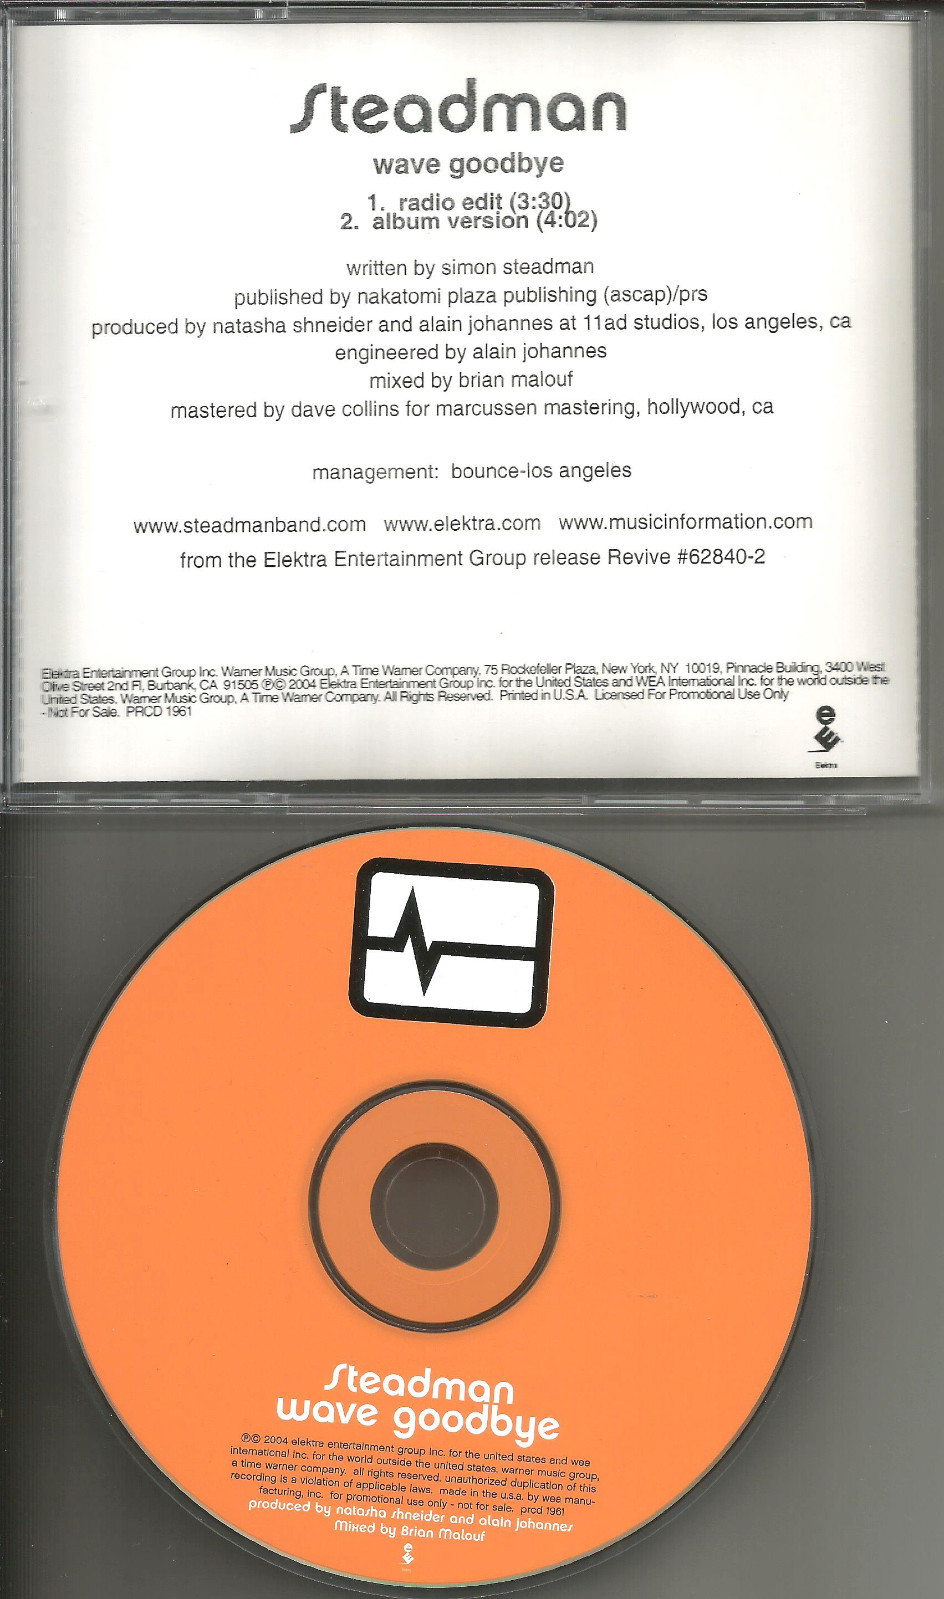 Steadman
wave goodbye
1. radio edit (3:30)
2. album version (4:02)
written by simon steadman
published by nakatomi plaza publishing (ascap)/prs
produced by natasha shneider and alain johannes at 11ad studios, los angeles, ca
engineered by alain johannes
mixed by brian malouf
mastered by dave collins for marcussen mastering, hollywood, ca
management: bounce-los angeles
www.steadmanband.com www.elektra.com www.musicinformation.com
from the Elektra Entertainment Group release Revive #62840-2
Elektra Entertainment Group Inc. Warner Music Group, A Time Warner Company, 75 Rockefeller Plaza, New York, NY 10019, Pinnacle Building, 3400 West
Olive Street 2nd Fl, Burbank, CA 91505 ℗© 2004 Elektra Entertainment Group Inc. for the United States and WEA International Inc. for the world outside the
United States. Warner Music Group, A Time Warner Company. All Rights Reserved. Printed in U.S.A. Licensed For Promotional Use Only
- Not For Sale. PRCD 1961
Elektra
Steadman
wave goodbye
℗© 2004 elektra entertainment group inc. for the united states and wea
international inc. for the world outside the united states. warner music group,
a time warner company. all rights reserved. unauthorized duplication of this
recording is a violation of applicable laws. made in the u.s.a. by wea manu-
facturing, inc. for promotional use only - not for sale. prcd 1961
produced by natasha shneider and alain johannes
Mixed by Brian Malouf